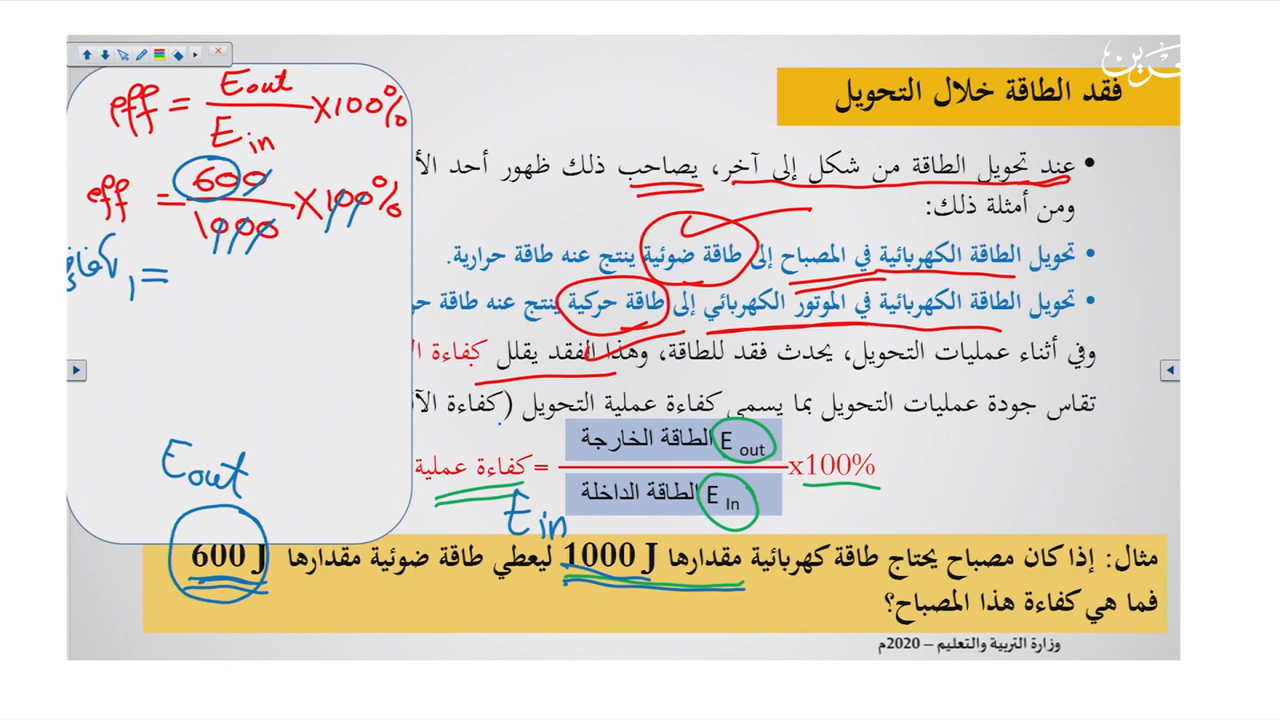 فقد الطاقة خلال التحويل
• عند تحويل الطاقة من شكل إلى آخر، يصاحب ذلك ظهور أحد
ومن أمثلة ذلك:
• تحويل الطاقة الكهربائية في المصباح إلى طاقة ضوئية ينتج عنه طاقة حرارية.
• تحويل الطاقة الكهربائية في الموتور الكهربائي إلى طاقة حركية ينتج عنه طاقة
وفي أثناء عمليات التحويل، يحدث فقد للطاقة، وهذا الفقد يقلل كفاءة
تقاس جودة عمليات التحويل بما يسمى كفاءة عملية التحويل (كفاءة
الطاقة الخارجة E out
كفاءة عملية = x100%
الطاقة الداخلة E In
E in
مثال: إذا كان مصباح يحتاج طاقة كهربائية مقدارها 1000 J ليعطي طاقة ضوئية مقدارها 600 J
فما هي كفاءة هذا المصباح؟
وزارة التربية والتعليم – 2020م
eff = Eout / Ein X100%
eff = 600 / 1000 X100%
=
Eout